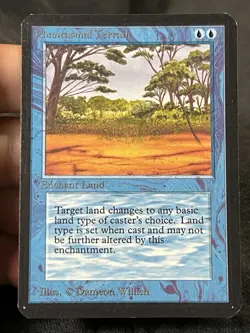 Phantasmal Terrain
Enchant Land
Target land changes to any basic
land type of caster's choice. Land
type is set when cast and may not
be further altered by this
enchantment.
Illus. © Dameon Willich